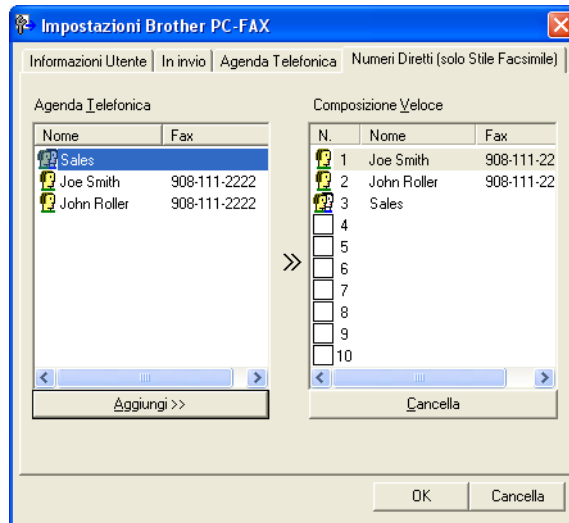 Impostazioni Brother PC-FAX
Informazioni Utente In invio Agenda Telefonica Numeri Diretti (solo Stile Facsimile)
Agenda Telefonica
Nome Fax
Sales
Joe Smith 908-111-2222
John Roller 908-111-2222
Aggiungi >>
>>
Composizione Veloce
N. Nome Fax
1 Joe Smith 908-111-22
2 John Roller 908-111-22
3 Sales
4
5
6
7
8
9
10
Cancella
OK Cancella